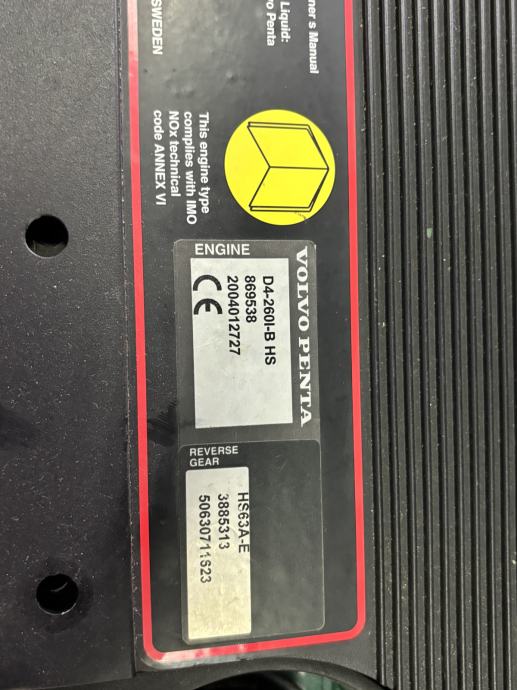 ner's Manual
Liquid:
o Penta
SWEDEN
This engine type
complies with IMO
NOx technical
code ANNEX VI
VOLVO PENTA
ENGINE
D4-260I-B HS
869538
2004012727
CE
REVERSE
GEAR
HS63A-E
3885313
50630711623